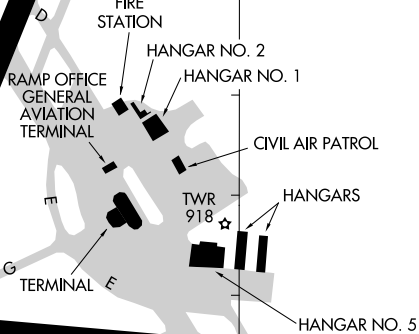 FIRE
STATION
D
HANGAR NO. 2
HANGAR NO. 1
RAMP OFFICE
GENERAL
AVIATION
TERMINAL
CIVIL AIR PATROL
E
TWR
918
HANGARS
G
TERMINAL
E
HANGAR NO. 5